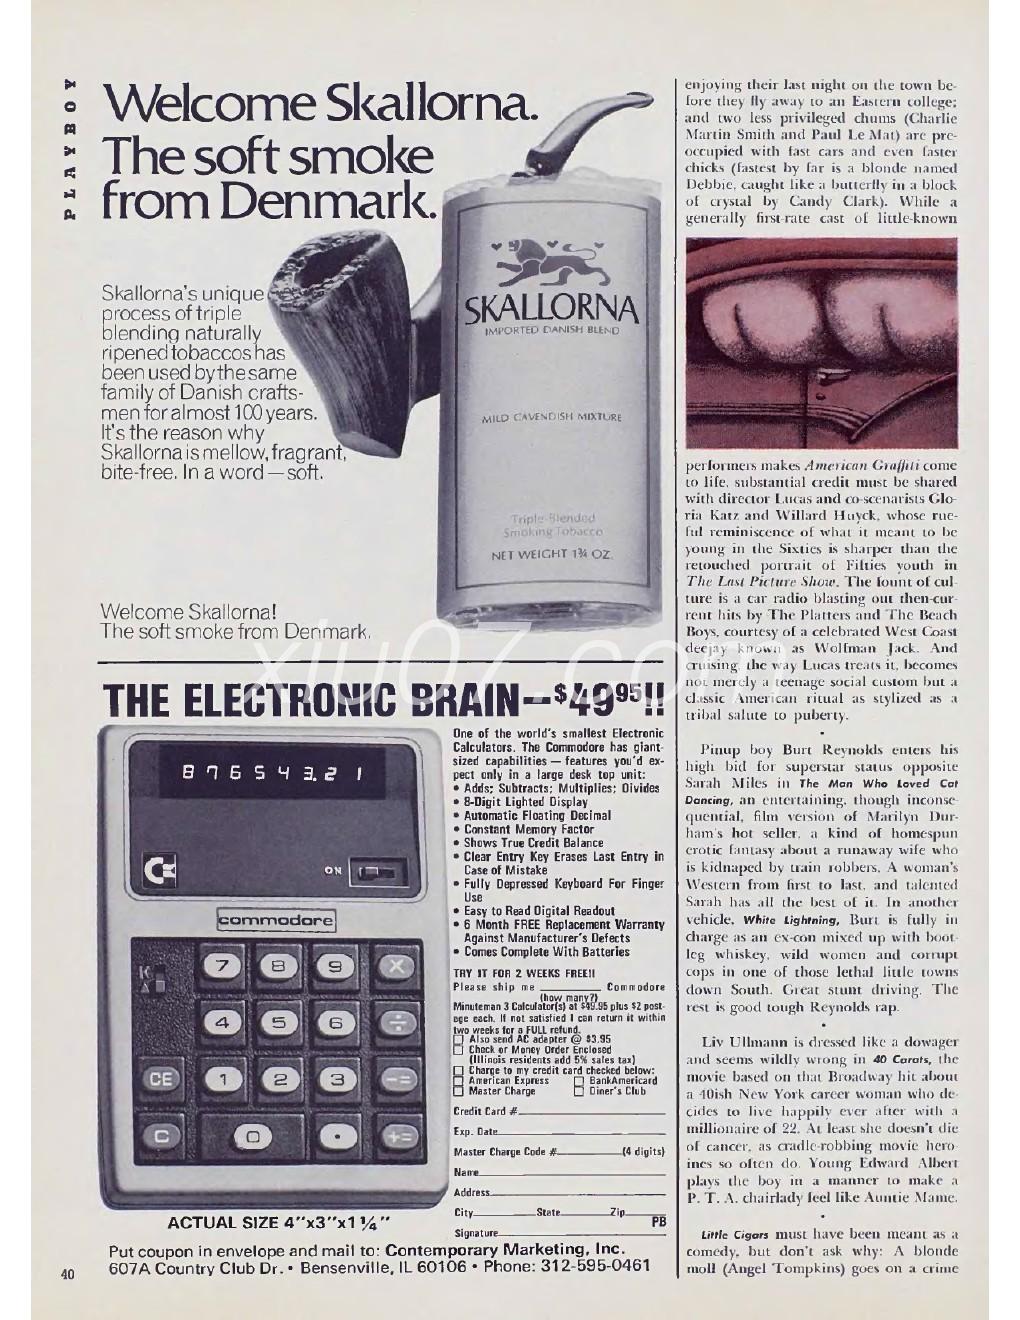 PLAYBOY
Welcome Skallorna.
The soft smoke
from Denmark.
Skallorna's unique
process of triple
blending naturally
ripened tobaccos has
been used by the same
family of Danish crafts-
men for almost 100 years.
It's the reason why
Skallorna is mellow, fragrant,
bite-free. In a word — soft.
SKALLORNA
IMPORTED DANISH BLEND
MILD CAVENDISH MIXTURE
Triple-Blended
Smoking Tobacco
NET WEIGHT 1¾ OZ.
Welcome Skallorna!
The soft smoke from Denmark.
THE ELECTRONIC BRAIN—$49⁹⁵!!
876543.21
C
ON
commodore
K
A
7 8 9 X
4 5 6 ÷
CE 1 2 3 -=
C 0 • +=
ACTUAL SIZE 4"x3"x1¼"
One of the world's smallest Electronic
Calculators. The Commodore has giant-
sized capabilities — features you'd ex-
pect only in a large desk top unit:
• Adds; Subtracts; Multiplies; Divides
• 8-Digit Lighted Display
• Automatic Floating Decimal
• Constant Memory Factor
• Shows True Credit Balance
• Clear Entry Key Erases Last Entry in
Case of Mistake
• Fully Depressed Keyboard For Finger
Use
• Easy to Read Digital Readout
• 6 Month FREE Replacement Warranty
Against Manufacturer's Defects
• Comes Complete With Batteries
TRY IT FOR 2 WEEKS FREE!!
Please ship me ________ Commodore
(how many?)
Minuteman 3 Calculator(s) at $49.95 plus $2 post-
age each. If not satisfied I can return it within
two weeks for a FULL refund.
□ Also send AC adapter @ $3.95
□ Check or Money Order Enclosed
(Illinois residents add 5% sales tax)
□ Charge to my credit card checked below:
□ American Express □ BankAmericard
□ Master Charge □ Diner's Club
Credit Card #
Exp. Date
Master Charge Code # (4 digits)
Name
Address
City State Zip
PB
Signature
Put coupon in envelope and mail to: Contemporary Marketing, Inc.
607A Country Club Dr. • Bensenville, IL 60106 • Phone: 312-595-0461
40
enjoying their last night on the town be-
fore they fly away to an Eastern college;
and two less privileged chums (Charlie
Martin Smith and Paul Le Mat) are pre-
occupied with fast cars and even faster
chicks (fastest by far is a blonde named
Debbie, caught like a butterfly in a block
of crystal by Candy Clark). While a
generally first-rate cast of little-known
performers makes American Graffiti come
to life, substantial credit must be shared
with director Lucas and co-scenarists Glo-
ria Katz and Willard Huyck, whose rue-
ful reminiscence of what it meant to be
young in the Sixties is sharper than the
retouched portrait of Fifties youth in
The Last Picture Show. The fount of cul-
ture is a car radio blasting out then-cur-
rent hits by The Platters and The Beach
Boys, courtesy of a celebrated West Coast
deejay known as Wolfman Jack. And
cruising, the way Lucas treats it, becomes
not merely a teenage social custom but a
classic American ritual as stylized as a
tribal salute to puberty.
•
Pinup boy Burt Reynolds enters his
high bid for superstar status opposite
Sarah Miles in The Man Who Loved Cat
Dancing, an entertaining, though inconse-
quential, film version of Marilyn Dur-
ham's hot seller, a kind of homespun
erotic fantasy about a runaway wife who
is kidnaped by train robbers. A woman's
Western from first to last, and talented
Sarah has all the best of it. In another
vehicle, White Lightning, Burt is fully in
charge as an ex-con mixed up with boot-
leg whiskey, wild women and corrupt
cops in one of those lethal little towns
down South. Great stunt driving. The
rest is good tough Reynolds rap.
•
Liv Ullmann is dressed like a dowager
and seems wildly wrong in 40 Carats, the
movie based on that Broadway hit about
a 40ish New York career woman who de-
cides to live happily ever after with a
millionaire of 22. At least she doesn't die
of cancer, as cradle-robbing movie hero-
ines so often do. Young Edward Albert
plays the boy in a manner to make a
P. T. A. chairlady feel like Auntie Mame.
•
Little Cigars must have been meant as a
comedy, but don't ask why: A blonde
moll (Angel Tompkins) goes on a crime
xiu07.com